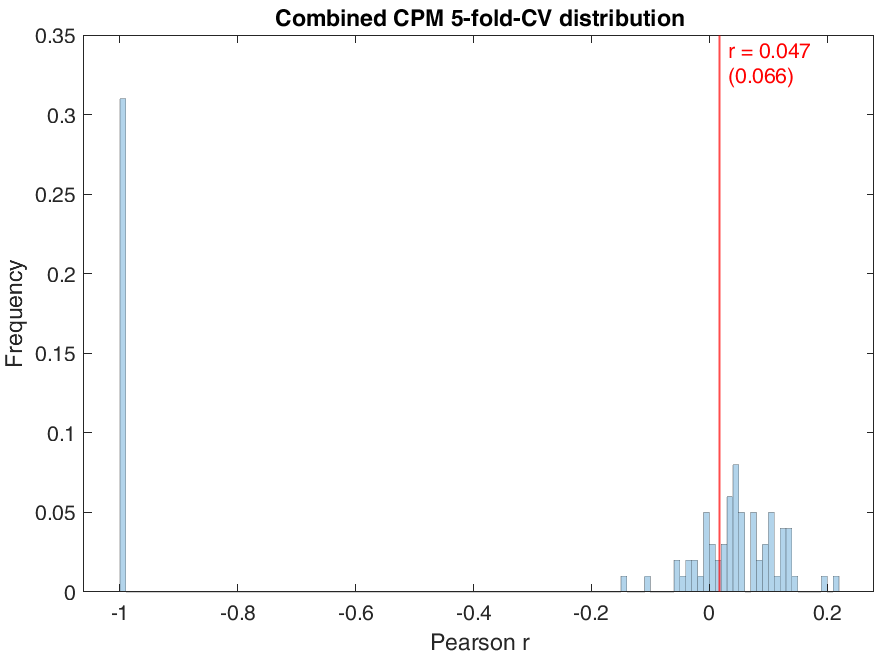 Combined CPM 5-fold-CV distribution
0.35
0.3
0.25
0.2
0.15
0.1
0.05
0
Frequency
r = 0.047
(0.066)
-1 -0.8 -0.6 -0.4 -0.2 0 0.2
Pearson r